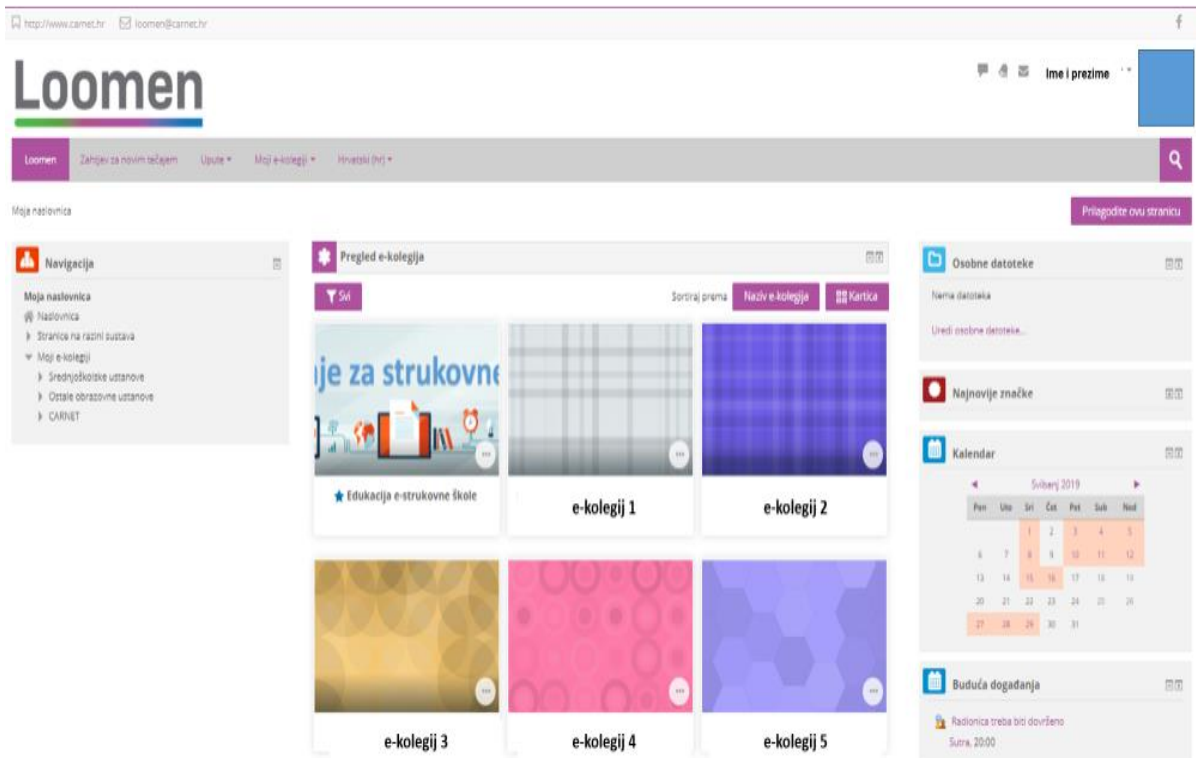 http://www.carnet.hr loomen@carnet.hr
Loomen
Ime i prezime
Loomen Zahtjev za novim tečajem Upute Moji e-kolegiji Hrvatski (hr)
Moja naslovnica
Prilagodite ovu stranicu
Navigacija
Moja naslovnica
Naslovnica
Stranice na razini sustava
Moji e-kolegiji
Srednjoškolske ustanove
Ostale obrazovne ustanove
CARNET
Pregled e-kolegija
Svi
Sortiraj prema Naziv e-kolegija Kartica
je za strukovne
Edukacija e-strukovne škole
e-kolegij 1
e-kolegij 2
e-kolegij 3
e-kolegij 4
e-kolegij 5
Osobne datoteke
Nema datoteka
Uredi osobne datoteke...
Najnovije značke
Kalendar
Svibanj 2019
Pon Uto Sri Čet Pet Sub Ned
1 2 3 4 5
6 7 8 9 10 11 12
13 14 15 16 17 18 19
20 21 22 23 24 25 26
27 28 29 30 31
Buduća događanja
Radionica treba biti dovršeno
Sutra, 20:00